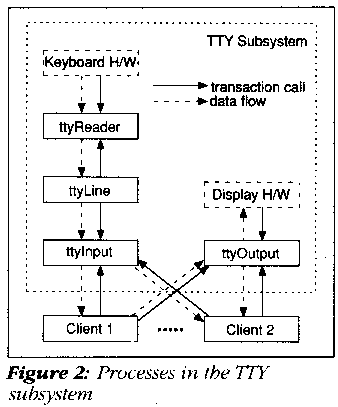 TTY Subsystem
Keyboard H/W
transaction call
data flow
ttyReader
ttyLine
Display H/W
ttyInput
ttyOutput
Client 1
Client 2
Figure 2: Processes in the TTY
subsystem